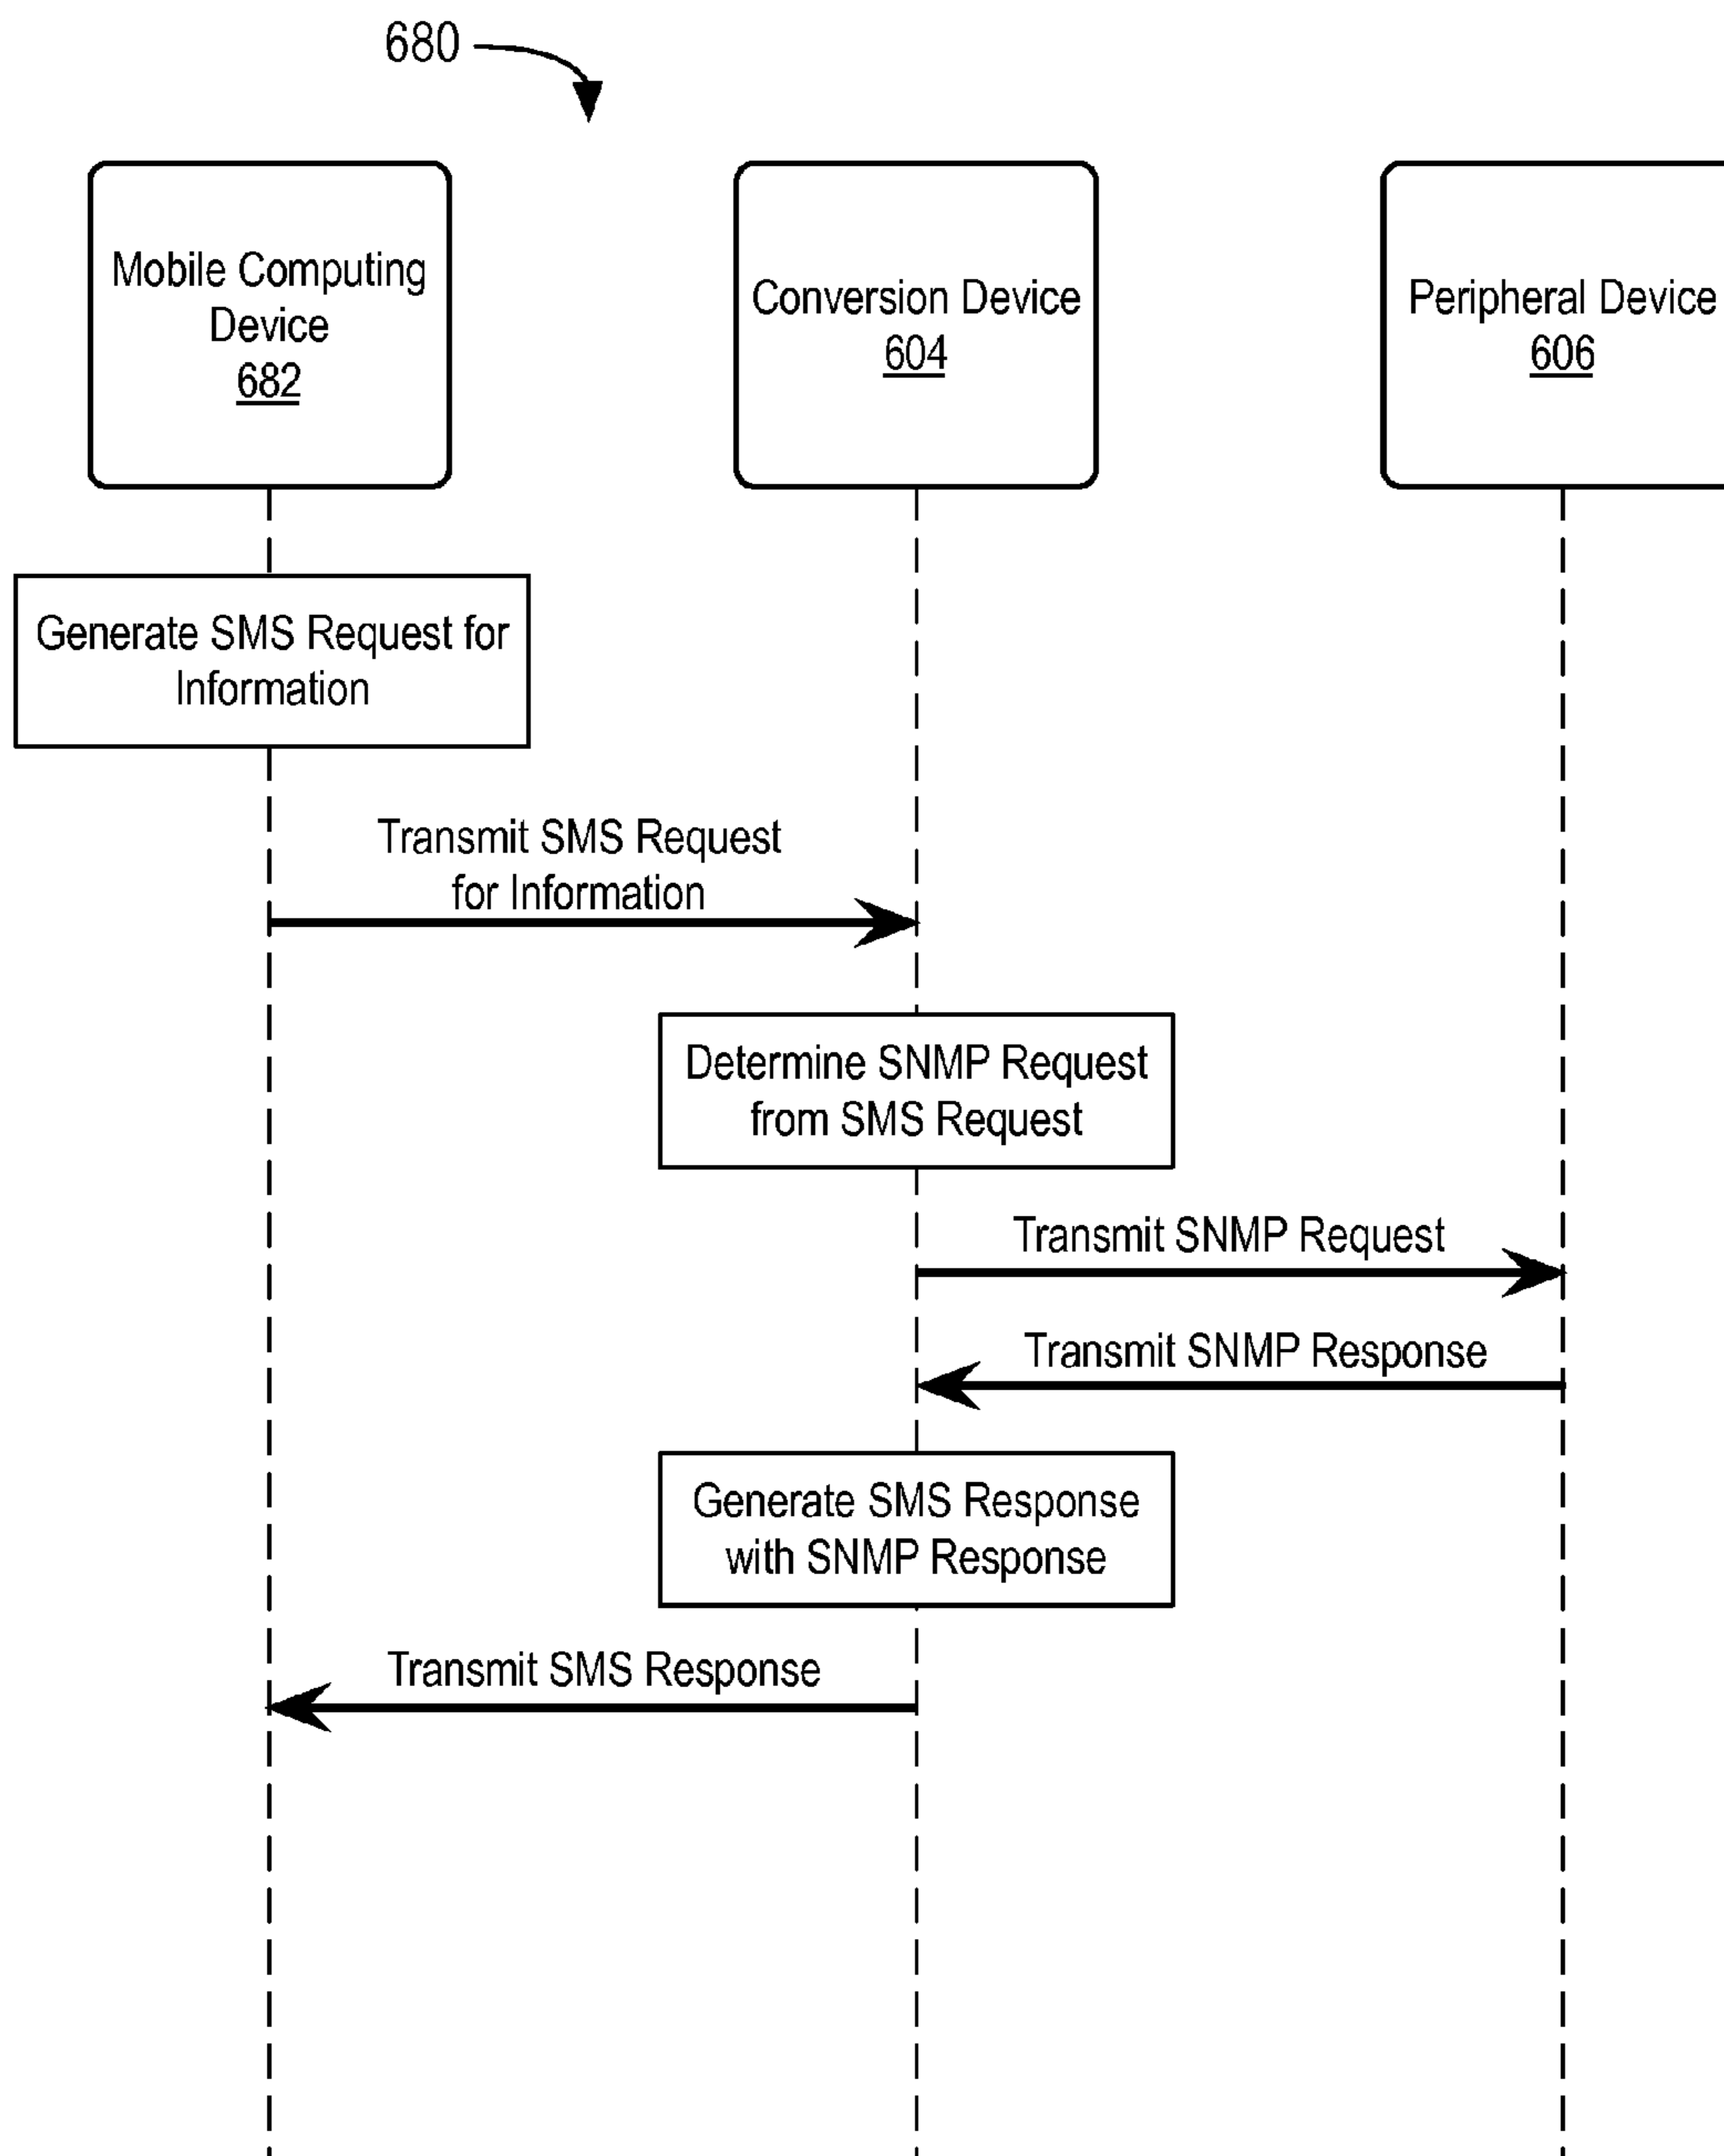 680
Mobile Computing
Device
682
Conversion Device
604
Peripheral Device
606
Generate SMS Request for
Information
Transmit SMS Request
for Information
Determine SNMP Request
from SMS Request
Transmit SNMP Request
Transmit SNMP Response
Generate SMS Response
with SNMP Response
Transmit SMS Response